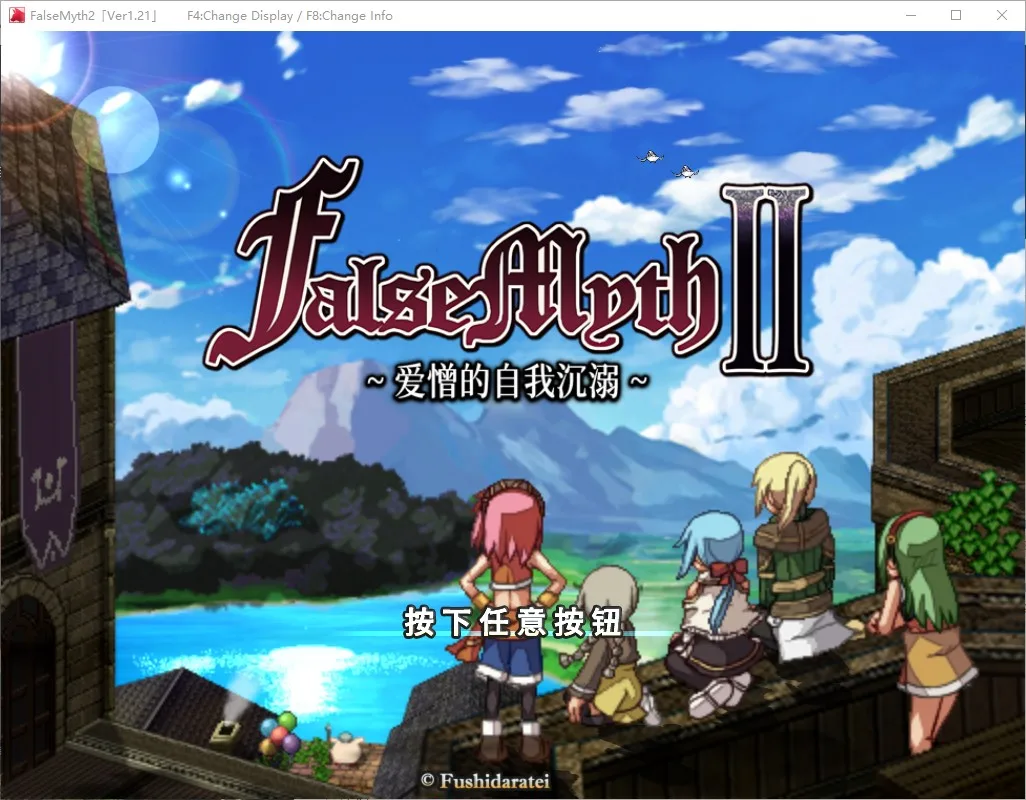 FalseMyth2「Ver1.21」 F4:Change Display / F8:Change Info
FalseMyth II
~ 爱憎的自我沉溺 ~
按下任意按钮
© Fushidaratei